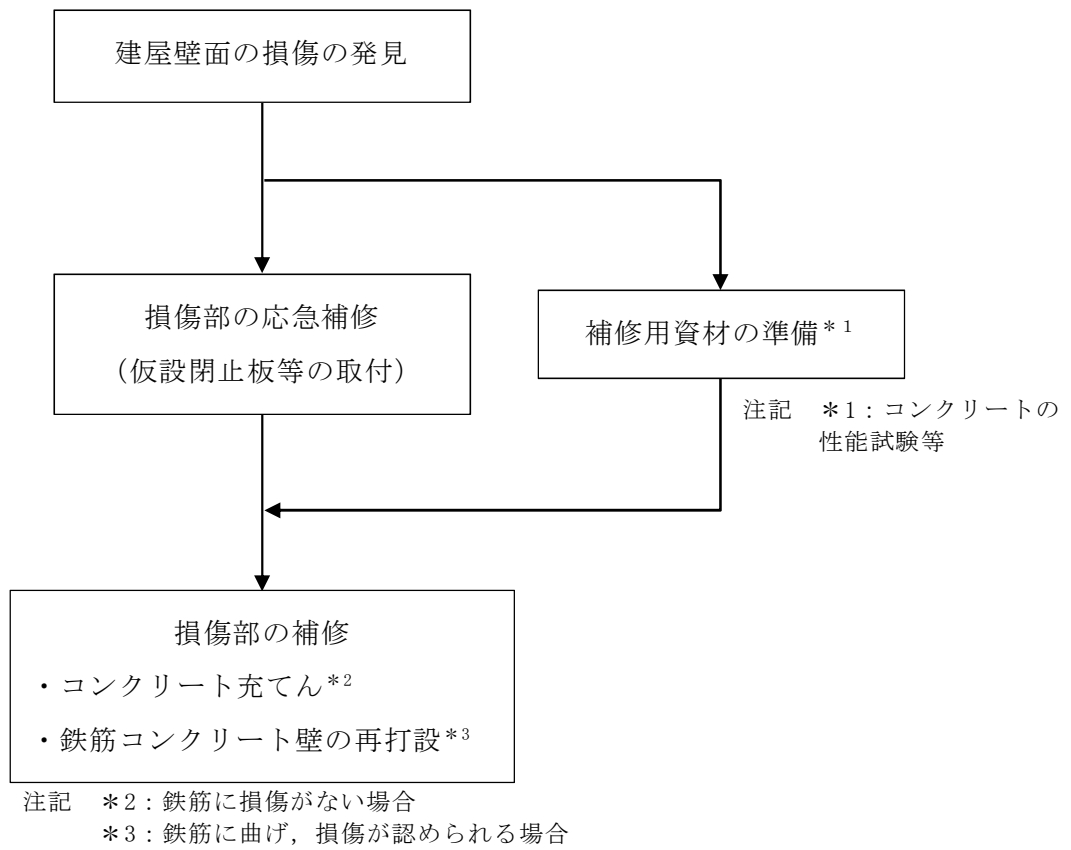 建屋壁面の損傷の発見
損傷部の応急補修
（仮設閉止板等の取付）
補修用資材の準備＊1
注記　＊1：コンクリートの
性能試験等
損傷部の補修
・コンクリート充てん＊2
・鉄筋コンクリート壁の再打設＊3
注記　＊2：鉄筋に損傷がない場合
＊3：鉄筋に曲げ，損傷が認められる場合